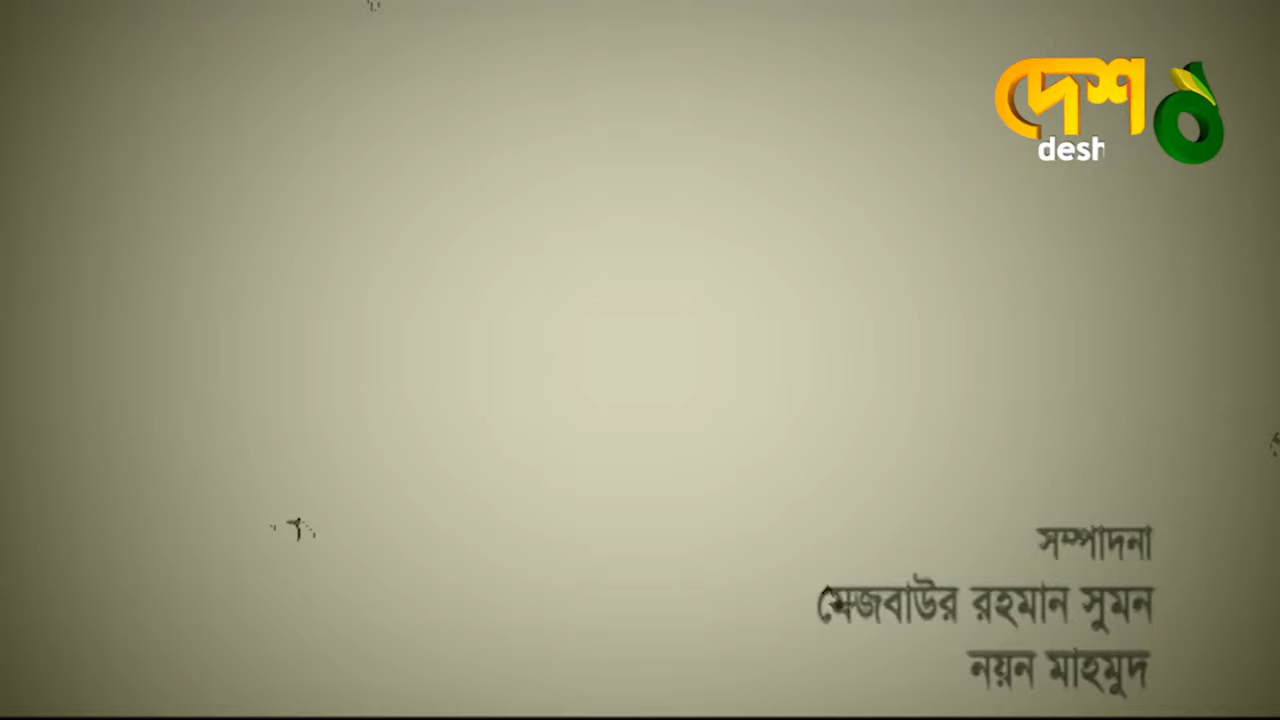 দেশ
desh
সম্পাদনা
মেজবাউর রহমান সুমন
নয়ন মাহমুদ